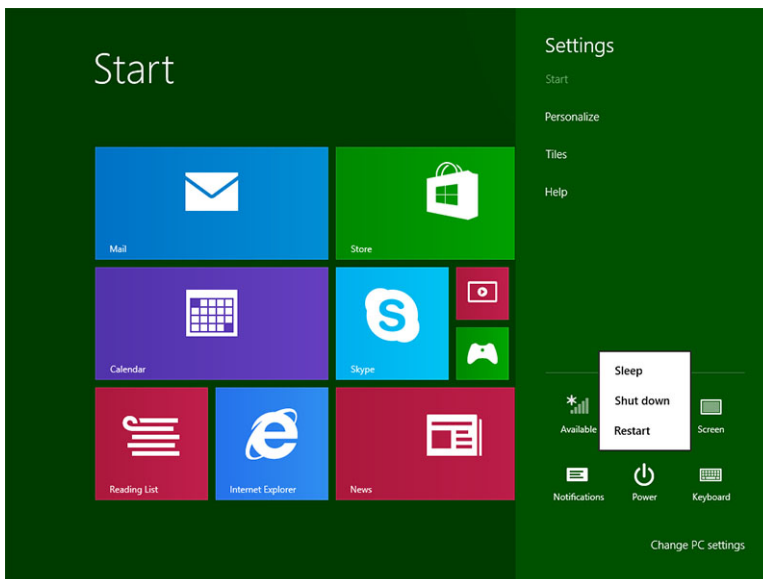 Start
Mail
Store
Calendar
Skype
Reading List
Internet Explorer
News
Settings
Start
Personalize
Tiles
Help
Sleep
Shut down
Restart
Available
Screen
Notifications
Power
Keyboard
Change PC settings